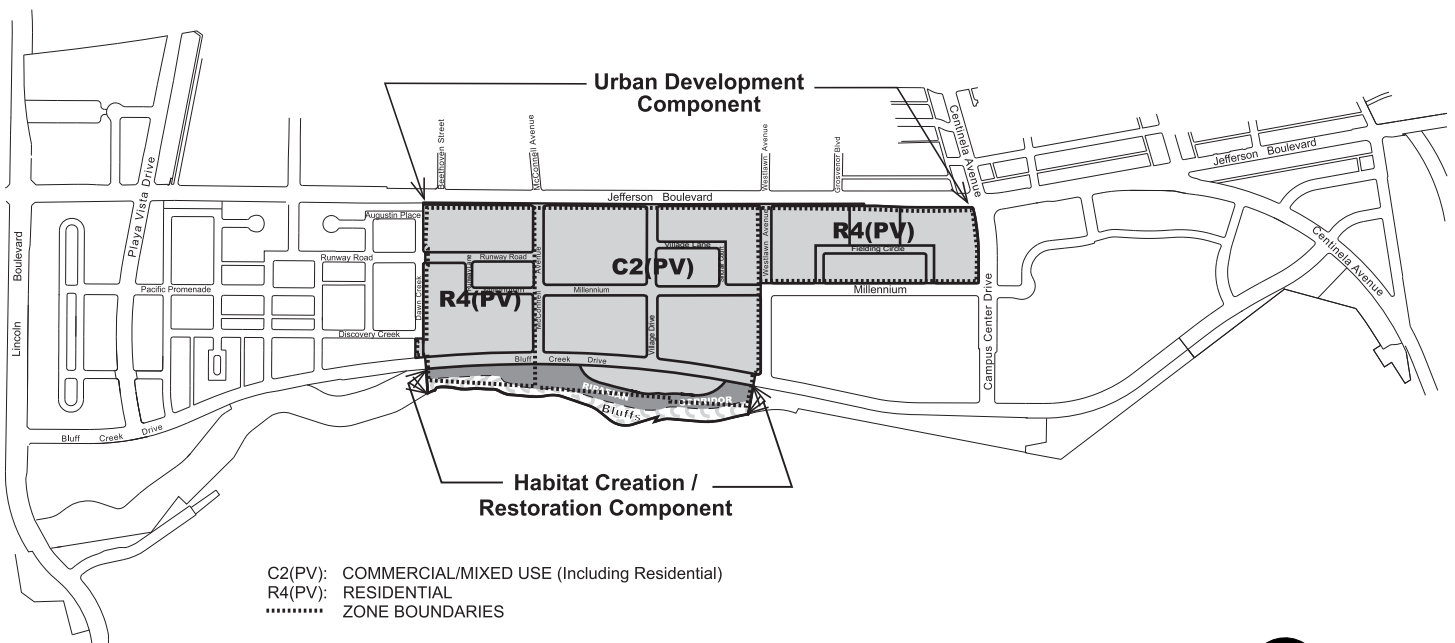 Urban Development
Component
Centinela Avenue
Jefferson Boulevard
Beethoven Street
McConnell Avenue
Westlawn Avenue
Grosvenor Blvd
Playa Vista Drive
Jefferson Boulevard
Augustin Place
R4(PV)
Westlawn Avenue
Village Lane
Fielding Circle
Centinela Avenue
Lincoln Boulevard
Runway Road
Runway Road
McConnell Avenue
C2(PV)
R4(PV)
Pacific Promenade
Dawn Creek
Millennium
Millennium
Campus Center Drive
Discovery Creek
Village Drive
Bluff Creek Drive
RIPARIAN CORRIDOR
Bluffs
Bluff Creek Drive
Habitat Creation /
Restoration Component
C2(PV): COMMERCIAL/MIXED USE (Including Residential)
R4(PV): RESIDENTIAL
ZONE BOUNDARIES